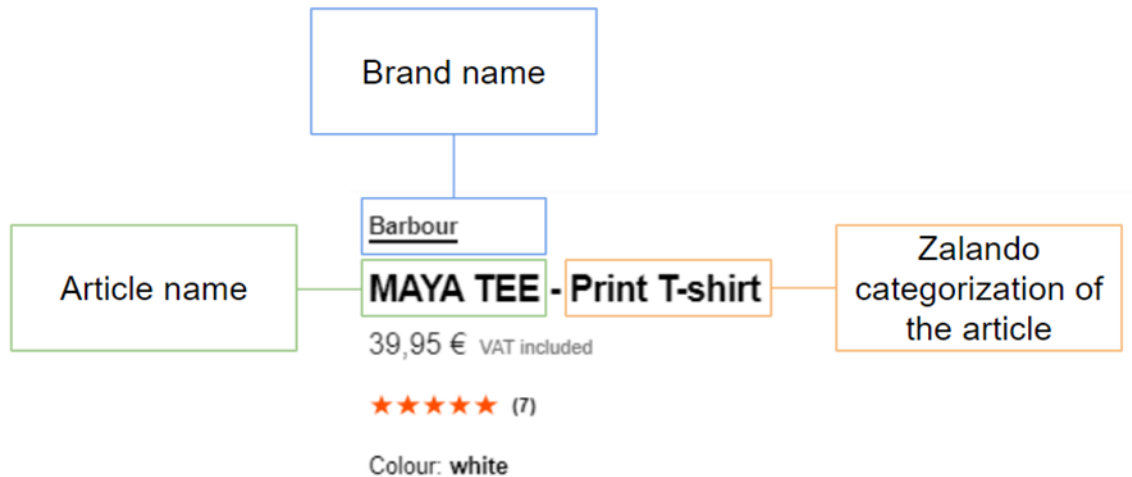 Brand name
Barbour
Article name
MAYA TEE - Print T-shirt
Zalando
categorization of
the article
39,95 € VAT included
★★★★★ (7)
Colour: white